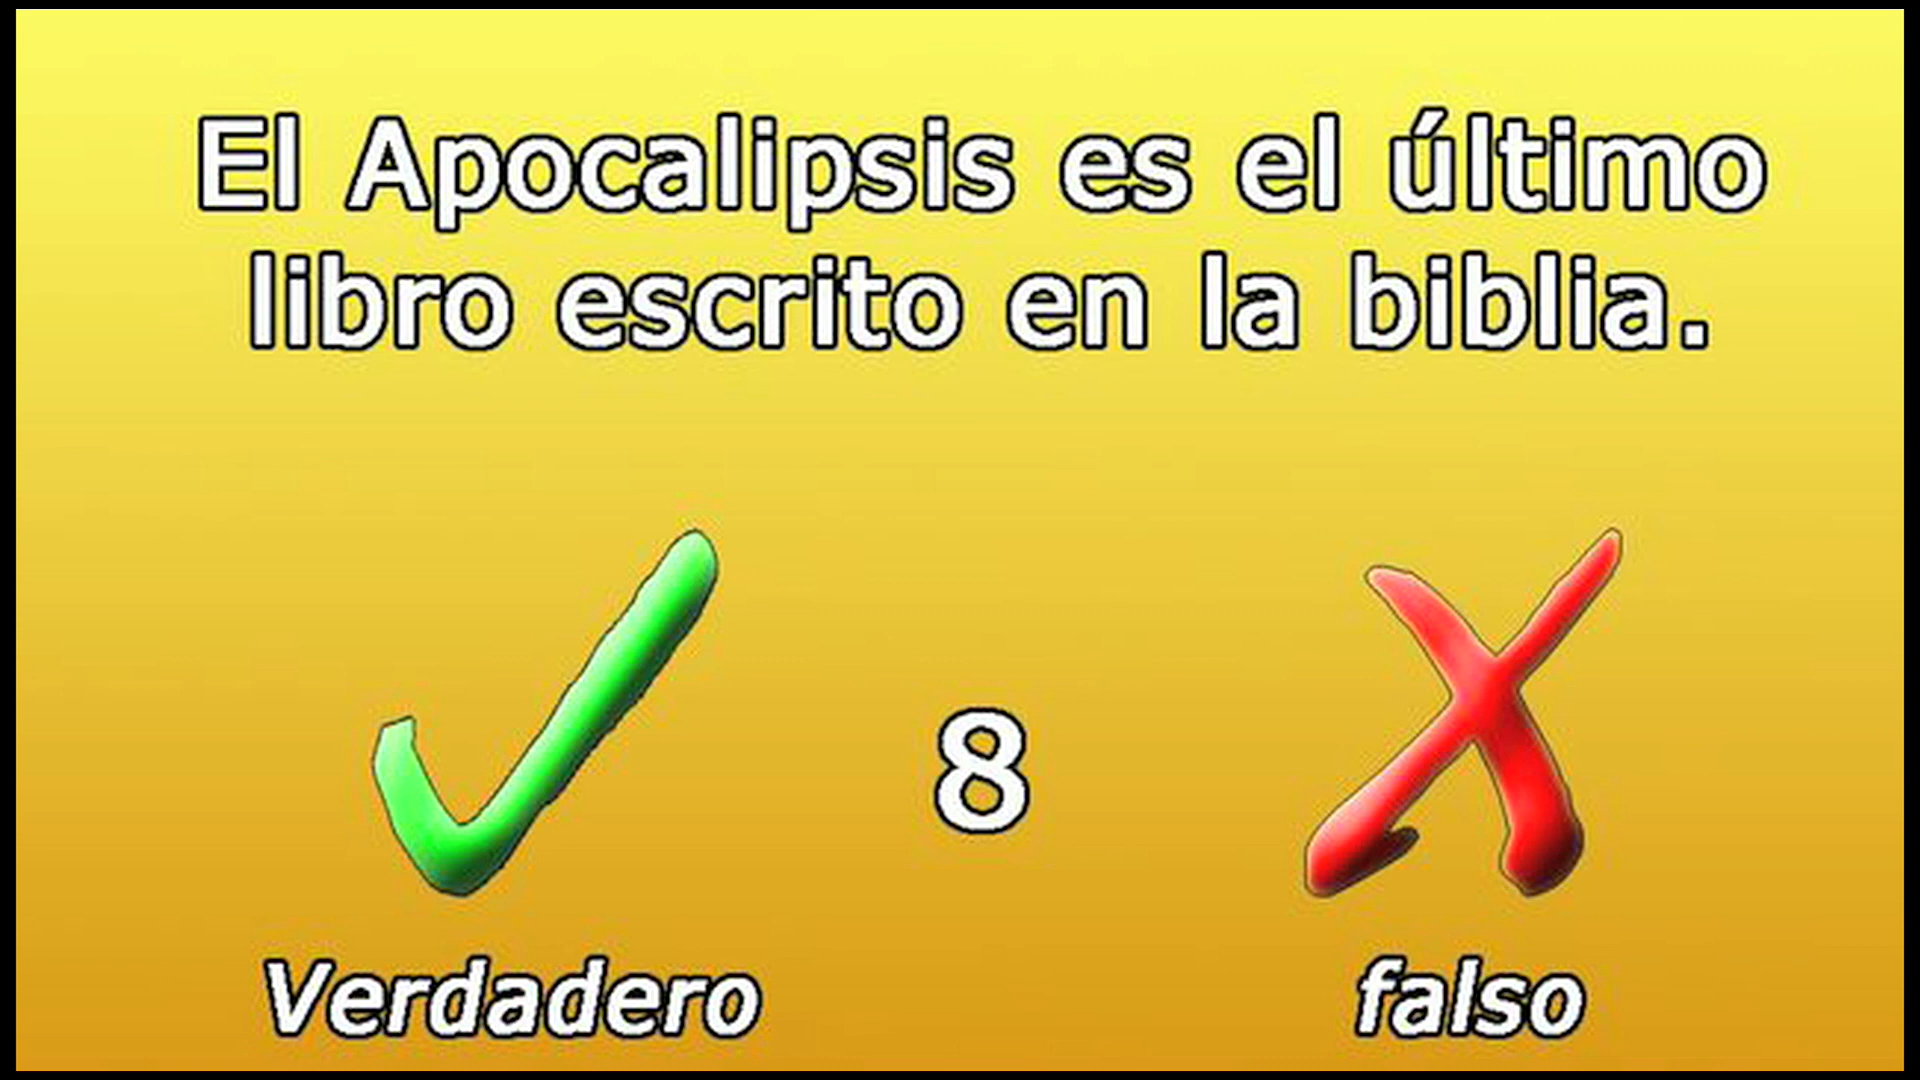 El Apocalipsis es el último
libro escrito en la biblia.
8
Verdadero
falso